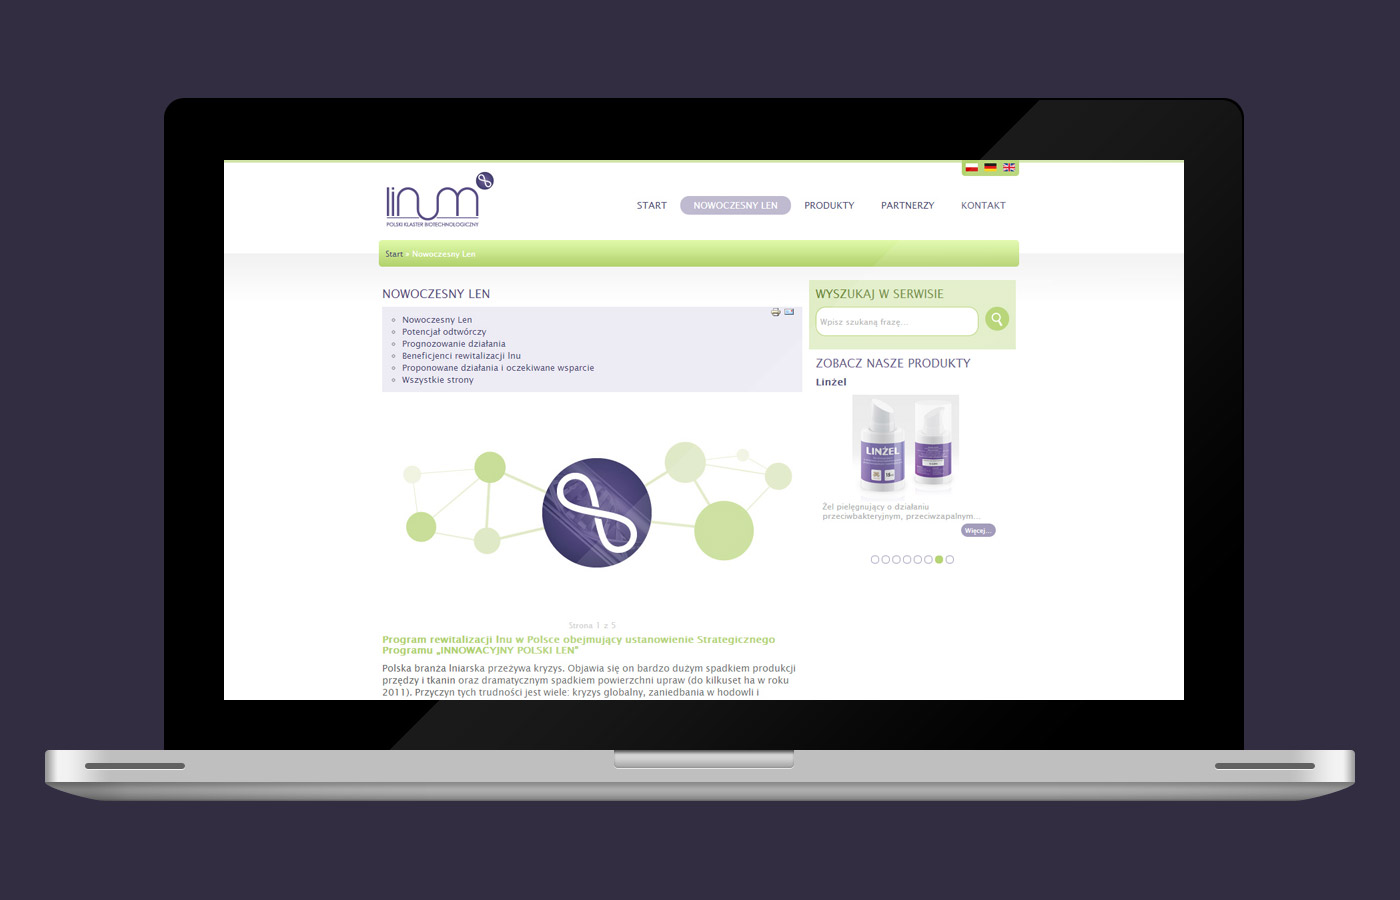 linum
POLSKI KLASTER BIOTECHNOLOGICZNY
START
NOWOCZESNY LEN
PRODUKTY
PARTNERZY
KONTAKT
Start » Nowoczesny Len
NOWOCZESNY LEN
Nowoczesny Len
Potencjał odtwórczy
Prognozowanie działania
Beneficjenci rewitalizacji lnu
Proponowane działania i oczekiwane wsparcie
Wszystkie strony
WYSZUKAJ W SERWISIE
Wpisz szukaną frazę...
ZOBACZ NASZE PRODUKTY
Linżel
LINŻEL
Żel pielęgnujący o działaniu
przeciwbakteryjnym, przeciwzapalnym...
Więcej...
Strona 1 z 5
Program rewitalizacji lnu w Polsce obejmujący ustanowienie Strategicznego
Programu „INNOWACYJNY POLSKI LEN”
Polska branża lniarska przeżywa kryzys. Objawia się on bardzo dużym spadkiem produkcji
przędzy i tkanin oraz dramatycznym spadkiem powierzchni upraw (do kilkuset ha w roku
2011). Przyczyn tych trudności jest wiele: kryzys globalny, zaniedbania w hodowli i